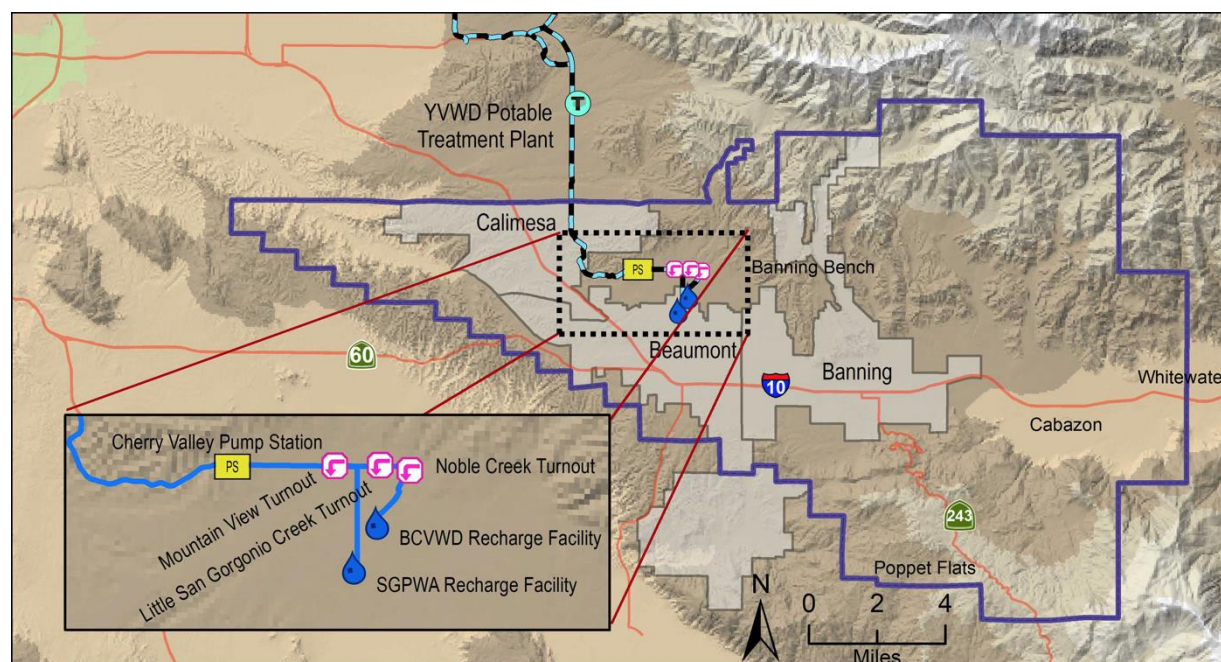 T
YVWD Potable
Treatment Plant
Calimesa
PS
Banning Bench
60
Beaumont
Banning
10
Whitewater
Cabazon
Cherry Valley Pump Station
PS
Noble Creek Turnout
Mountain View Turnout
Little San Gorgonio Creek Turnout
BCVWD Recharge Facility
SGPWA Recharge Facility
243
Poppet Flats
N
0 2 4
Miles